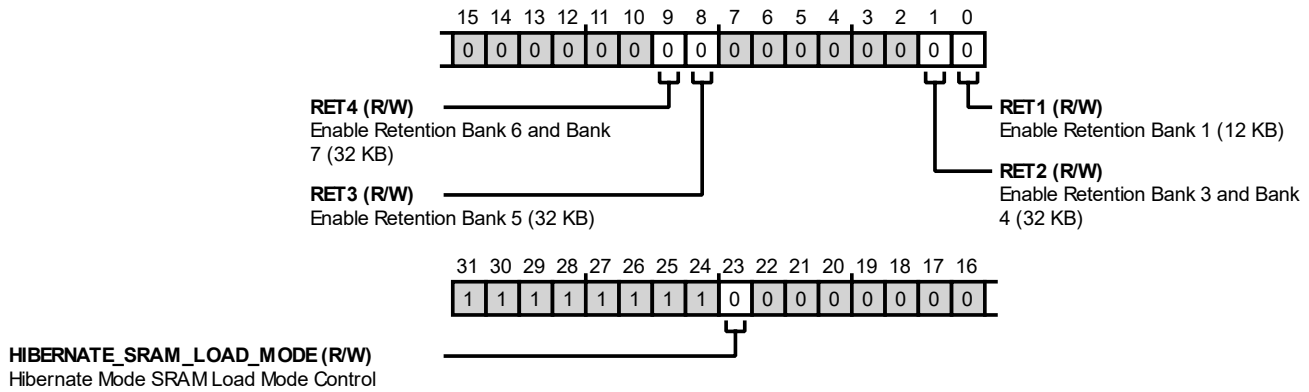 15 14 13 12 11 10 9 8 7 6 5 4 3 2 1 0
0 0 0 0 0 0 0 0 0 0 0 0 0 0 0 0
RET4 (R/W)
Enable Retention Bank 6 and Bank
7 (32 KB)
RET3 (R/W)
Enable Retention Bank 5 (32 KB)
RET1 (R/W)
Enable Retention Bank 1 (12 KB)
RET2 (R/W)
Enable Retention Bank 3 and Bank
4 (32 KB)
31 30 29 28 27 26 25 24 23 22 21 20 19 18 17 16
1 1 1 1 1 1 1 1 0 0 0 0 0 0 0 0
HIBERNATE_SRAM_LOAD_MODE (R/W)
Hibernate Mode SRAM Load Mode Control